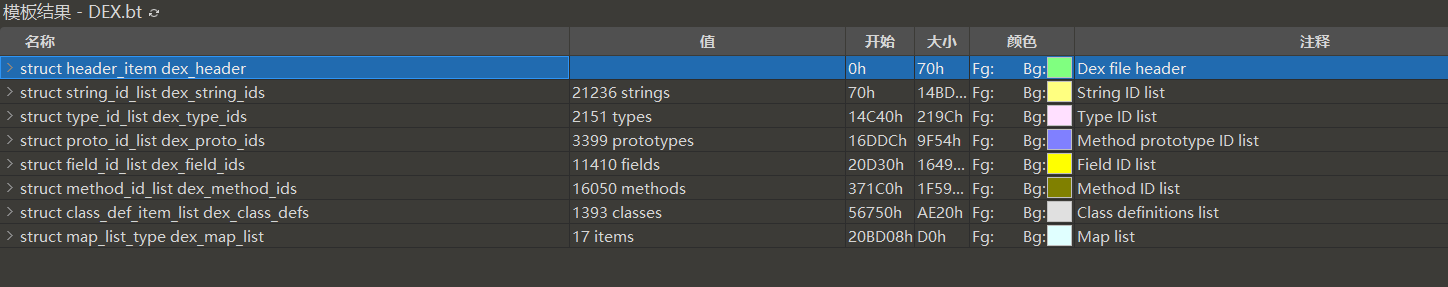 模板结果 - DEX.bt
名称 值 开始 大小 颜色 注释
struct header_item dex_header 0h 70h Fg: Bg: Dex file header
struct string_id_list dex_string_ids 21236 strings 70h 14BD... Fg: Bg: String ID list
struct type_id_list dex_type_ids 2151 types 14C40h 219Ch Fg: Bg: Type ID list
struct proto_id_list dex_proto_ids 3399 prototypes 16DDCh 9F54h Fg: Bg: Method prototype ID list
struct field_id_list dex_field_ids 11410 fields 20D30h 1649... Fg: Bg: Field ID list
struct method_id_list dex_method_ids 16050 methods 371C0h 1F59... Fg: Bg: Method ID list
struct class_def_item_list dex_class_defs 1393 classes 56750h AE20h Fg: Bg: Class definitions list
struct map_list_type dex_map_list 17 items 20BD08h D0h Fg: Bg: Map list